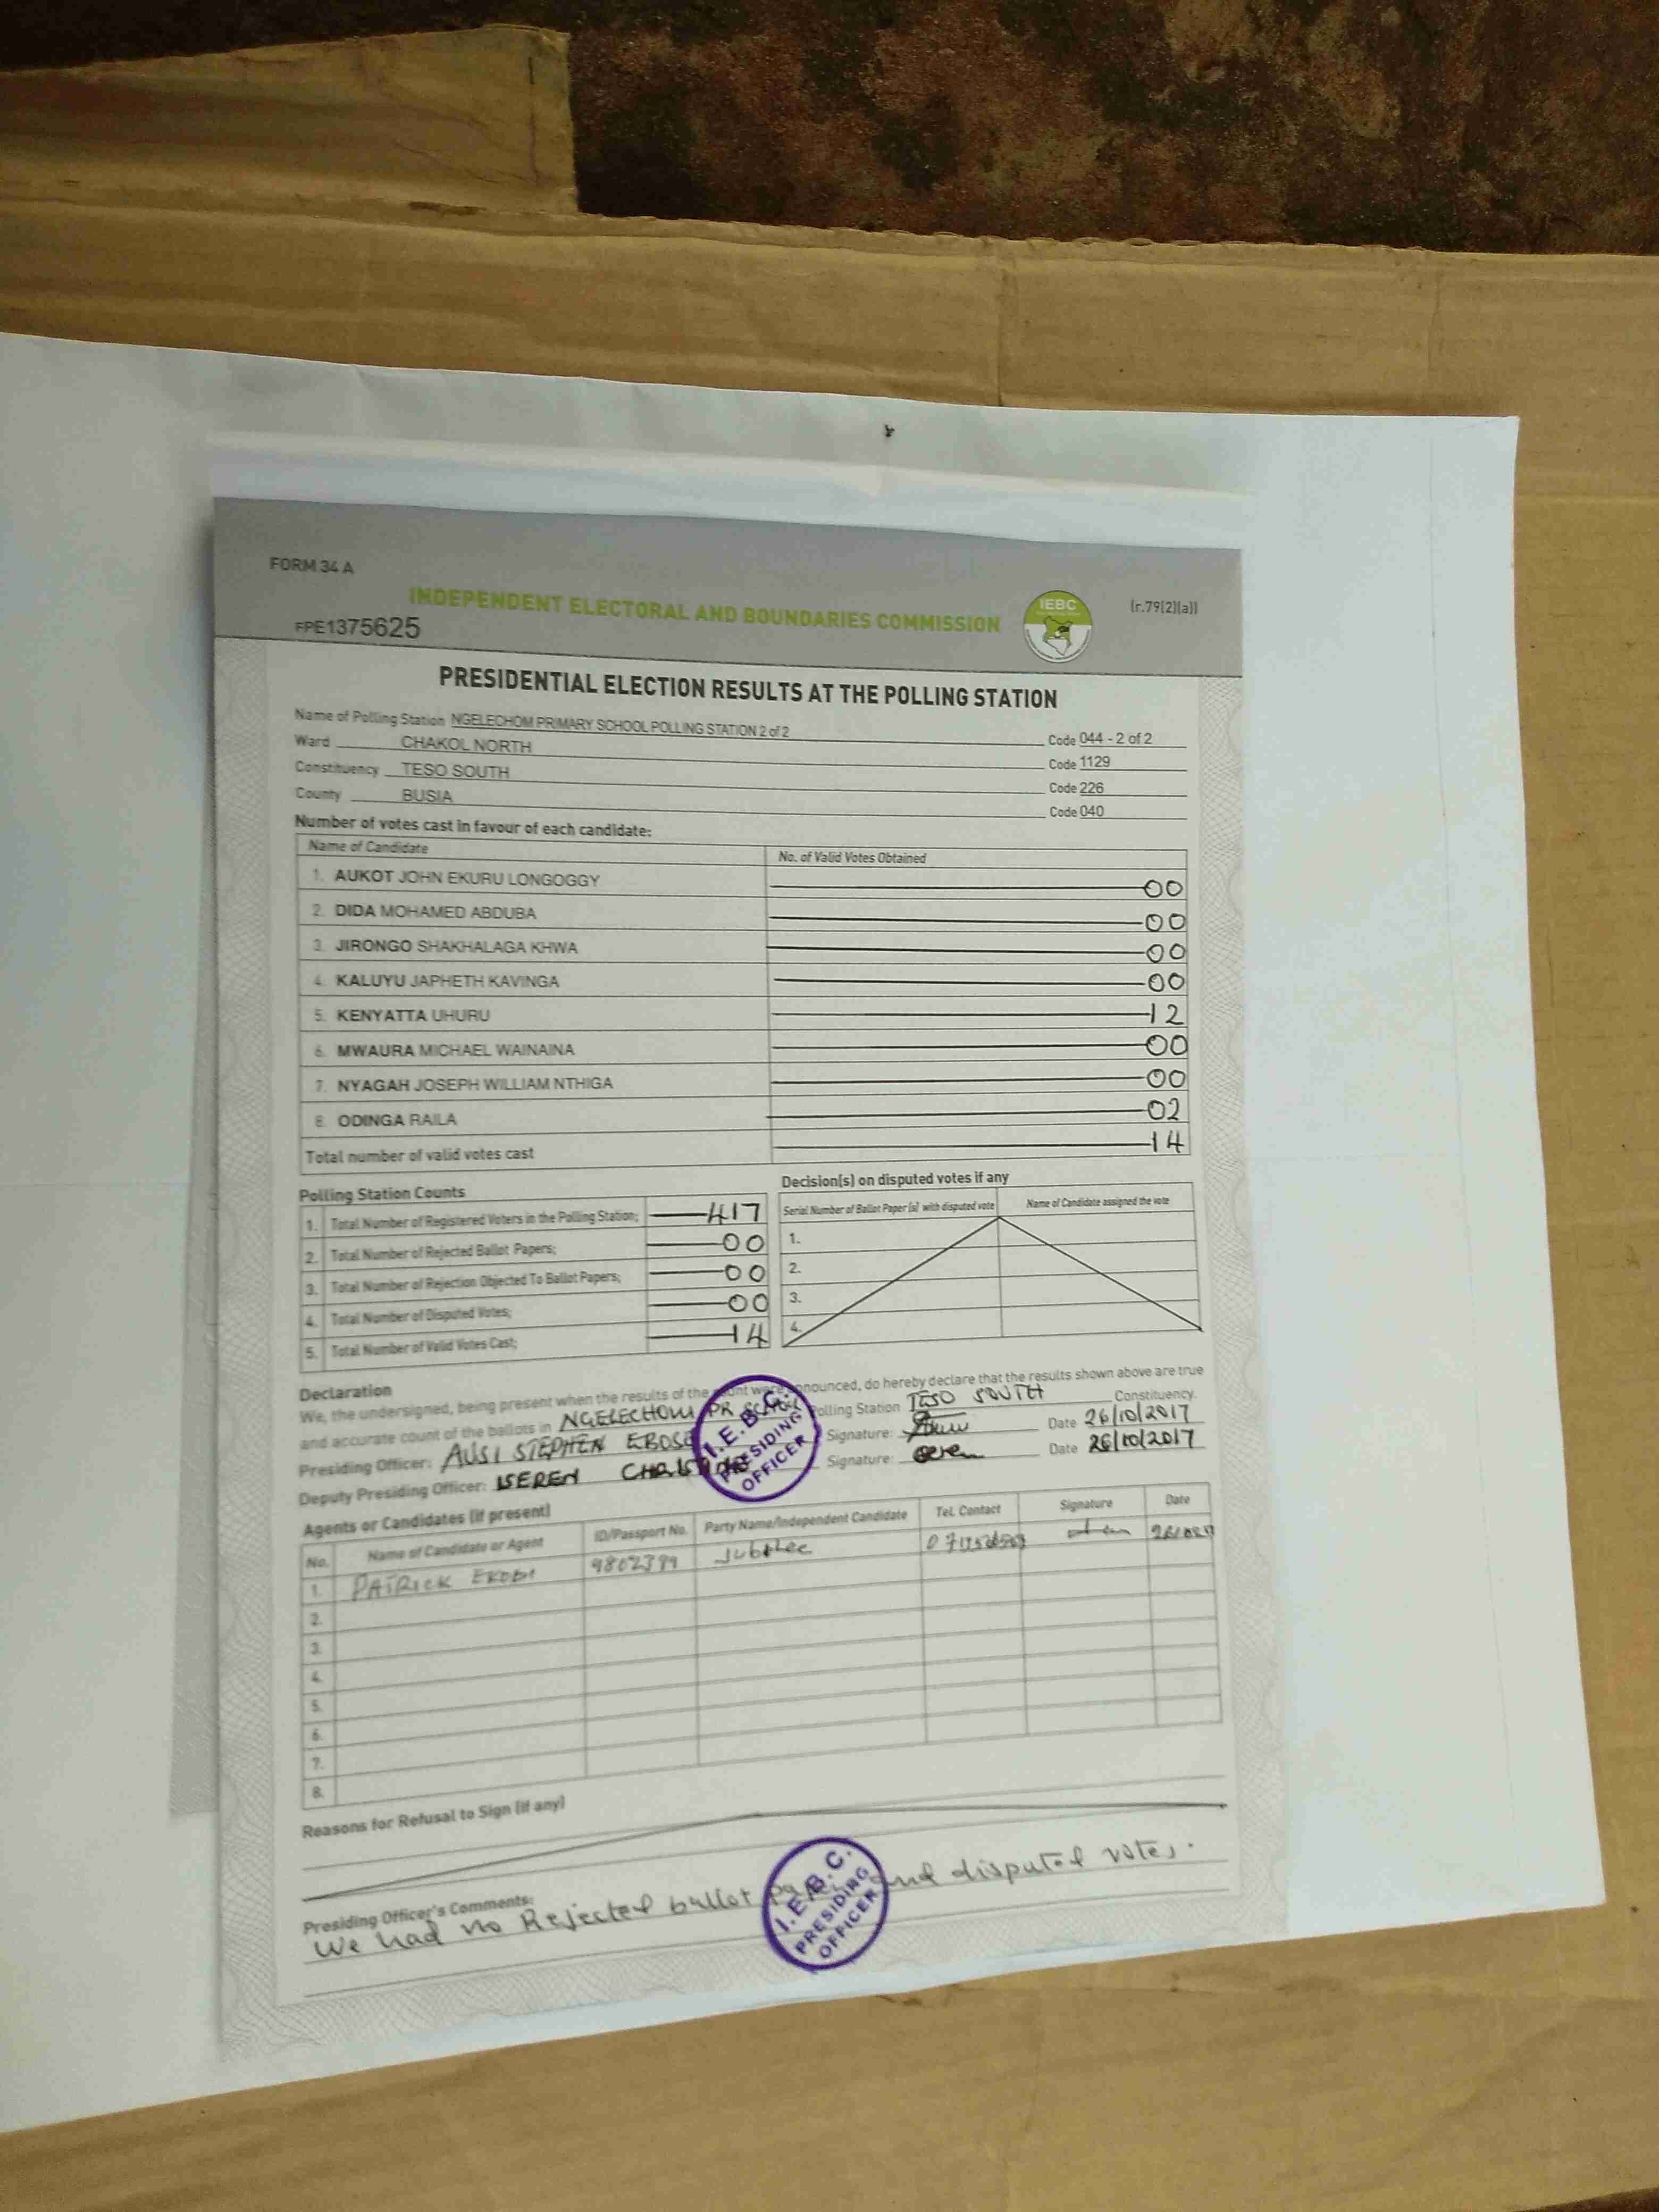 FORM 34 A
INDEPENDENT ELECTORAL AND BOUNDARIES COMMISSION
IEBC
(r.79(2)(a))
FPE1375625
PRESIDENTIAL ELECTION RESULTS AT THE POLLING STATION
Name of Polling Station NGELECHOM PRIMARY SCHOOL POLLING STATION 2 of 2 Code 044 - 2 of 2
Ward CHAKOL NORTH Code 1129
Constituency TESO SOUTH Code 226
County BUSIA Code 040
Number of votes cast in favour of each candidate:
Name of Candidate No. of Valid Votes Obtained
1. AUKOT JOHN EKURU LONGOGGY 00
2. DIDA MOHAMED ABDUBA 00
3. JIRONGO SHAKHALAGA KHWA 00
4. KALUYU JAPHETH KAVINGA 00
5. KENYATTA UHURU 12
6. MWAURA MICHAEL WAINAINA 00
7. NYAGAH JOSEPH WILLIAM NTHIGA 00
8. ODINGA RAILA 02
Total number of valid votes cast 14
Polling Station Counts
1. Total Number of Registered Voters in the Polling Station; 417
2. Total Number of Rejected Ballot Papers; 00
3. Total Number of Rejection Objected To Ballot Papers; 00
4. Total Number of Disputed Votes; 00
5. Total Number of Valid Votes Cast; 14
Decision(s) on disputed votes if any
Serial Number of Ballot Paper (s) with disputed vote Name of Candidate assigned the vote
1.
2.
3.
4.
Declaration
We, the undersigned, being present when the results of the count were announced, do hereby declare that the results shown above are true
and accurate count of the ballots in NGELECHOM PR Polling Station TESO SOUTH Constituency.
Presiding Officer: AUSI STEPHEN Signature: Date 26/10/2017
Deputy Presiding Officer: Signature: Date 26/10/2017
I.E.B.C.
PRESIDING
OFFICER
Agents or Candidates (if present)
No. Name of Candidate or Agent ID/Passport No. Party Name/Independent Candidate Tel. Contact Signature Date
1. PATRICK Jubilee
2.
3.
4.
5.
6.
7.
8.
Reasons for Refusal to Sign (if any)
Presiding Officer's Comments:
We had no Rejected ballot and disputed votes.
I.E.B.C.
PRESIDING
OFFICER